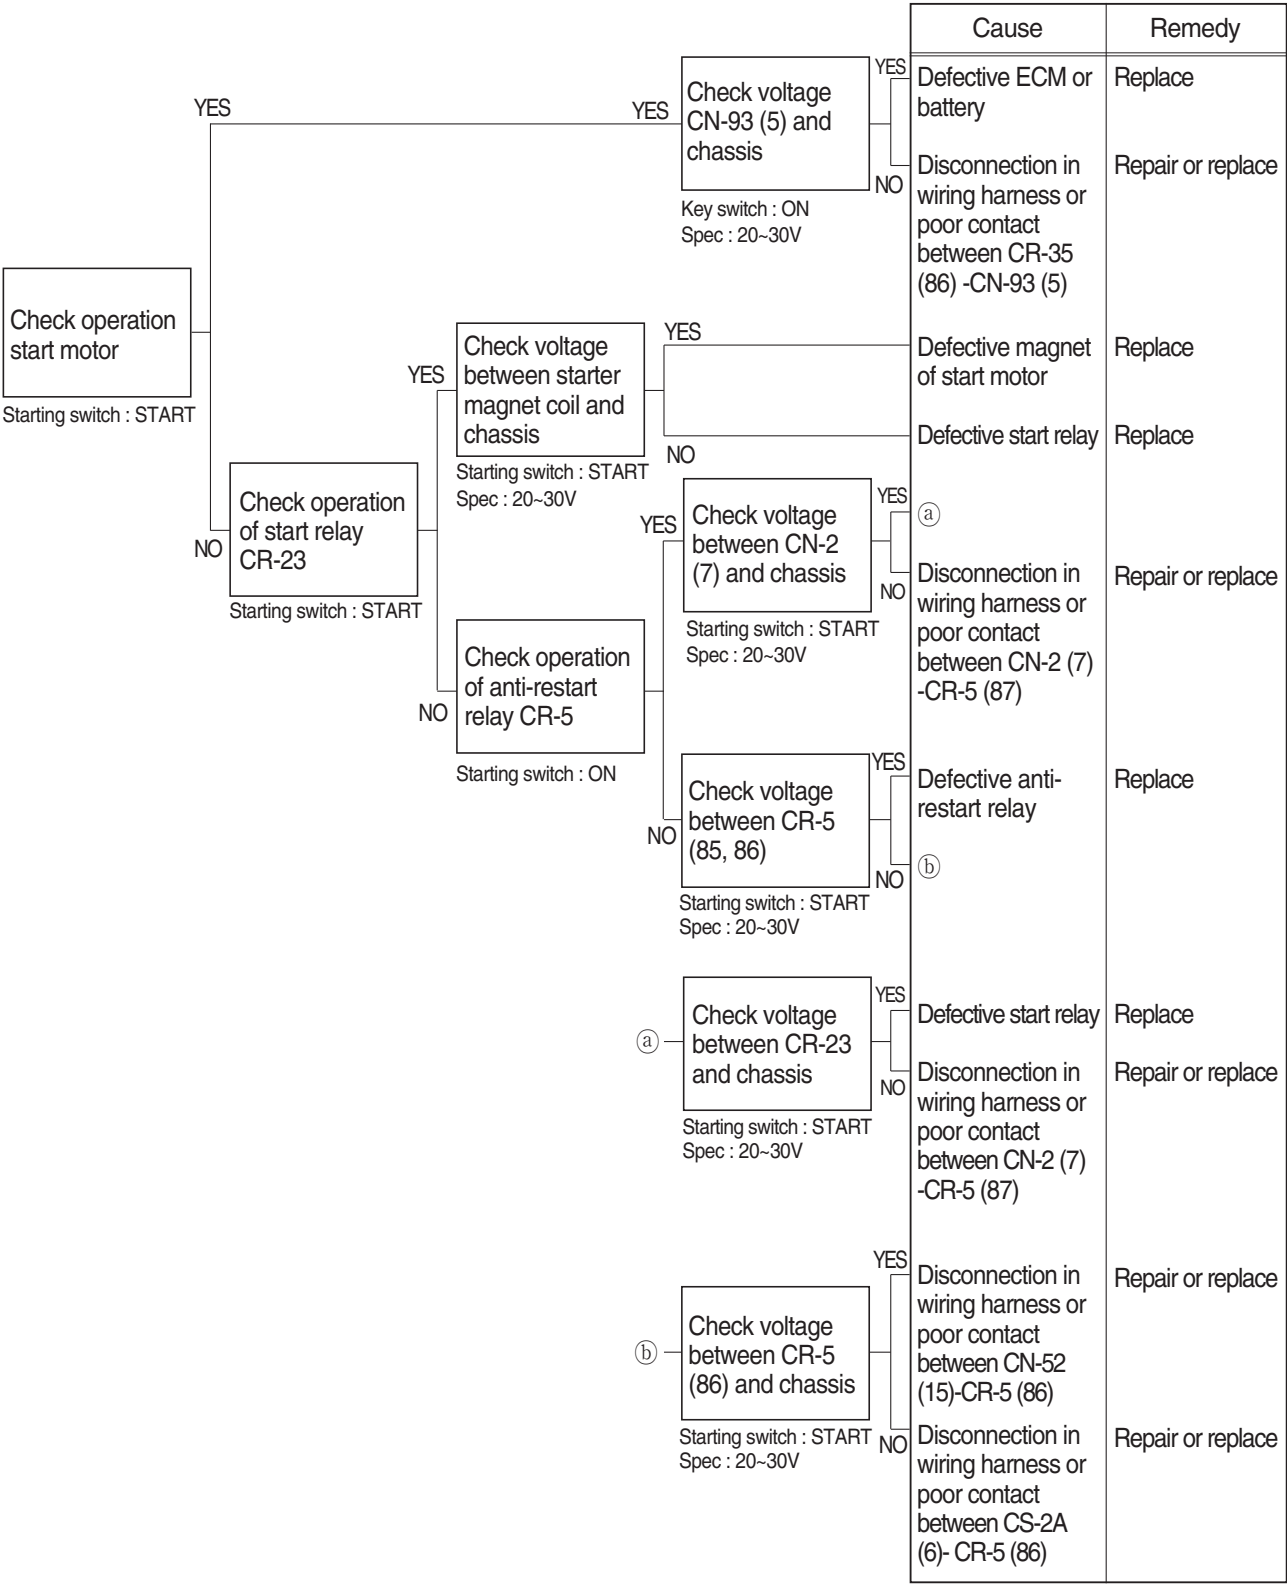 Cause
Remedy
YES
YES
Check voltage
CN-93 (5) and
chassis
Key switch : ON
Spec : 20~30V
YES
Defective ECM or
battery
Replace
NO
Disconnection in
wiring harness or
poor contact
between CR-35
(86) -CN-93 (5)
Repair or replace
Check operation
start motor
Starting switch : START
NO
Check operation
of start relay
CR-23
Starting switch : START
YES
Check voltage
between starter
magnet coil and
chassis
Starting switch : START
Spec : 20~30V
YES
Defective magnet
of start motor
Replace
NO
Defective start relay
Replace
NO
Check operation
of anti-restart
relay CR-5
Starting switch : ON
YES
Check voltage
between CN-2
(7) and chassis
Starting switch : START
Spec : 20~30V
YES
ⓐ
NO
Disconnection in
wiring harness or
poor contact
between CN-2 (7)
-CR-5 (87)
Repair or replace
NO
Check voltage
between CR-5
(85, 86)
Starting switch : START
Spec : 20~30V
YES
Defective anti-
restart relay
Replace
NO
ⓑ
ⓐ
Check voltage
between CR-23
and chassis
Starting switch : START
Spec : 20~30V
YES
Defective start relay
Replace
NO
Disconnection in
wiring harness or
poor contact
between CN-2 (7)
-CR-5 (87)
Repair or replace
ⓑ
Check voltage
between CR-5
(86) and chassis
Starting switch : START
Spec : 20~30V
YES
Disconnection in
wiring harness or
poor contact
between CN-52
(15)-CR-5 (86)
Repair or replace
NO
Disconnection in
wiring harness or
poor contact
between CS-2A
(6)- CR-5 (86)
Repair or replace